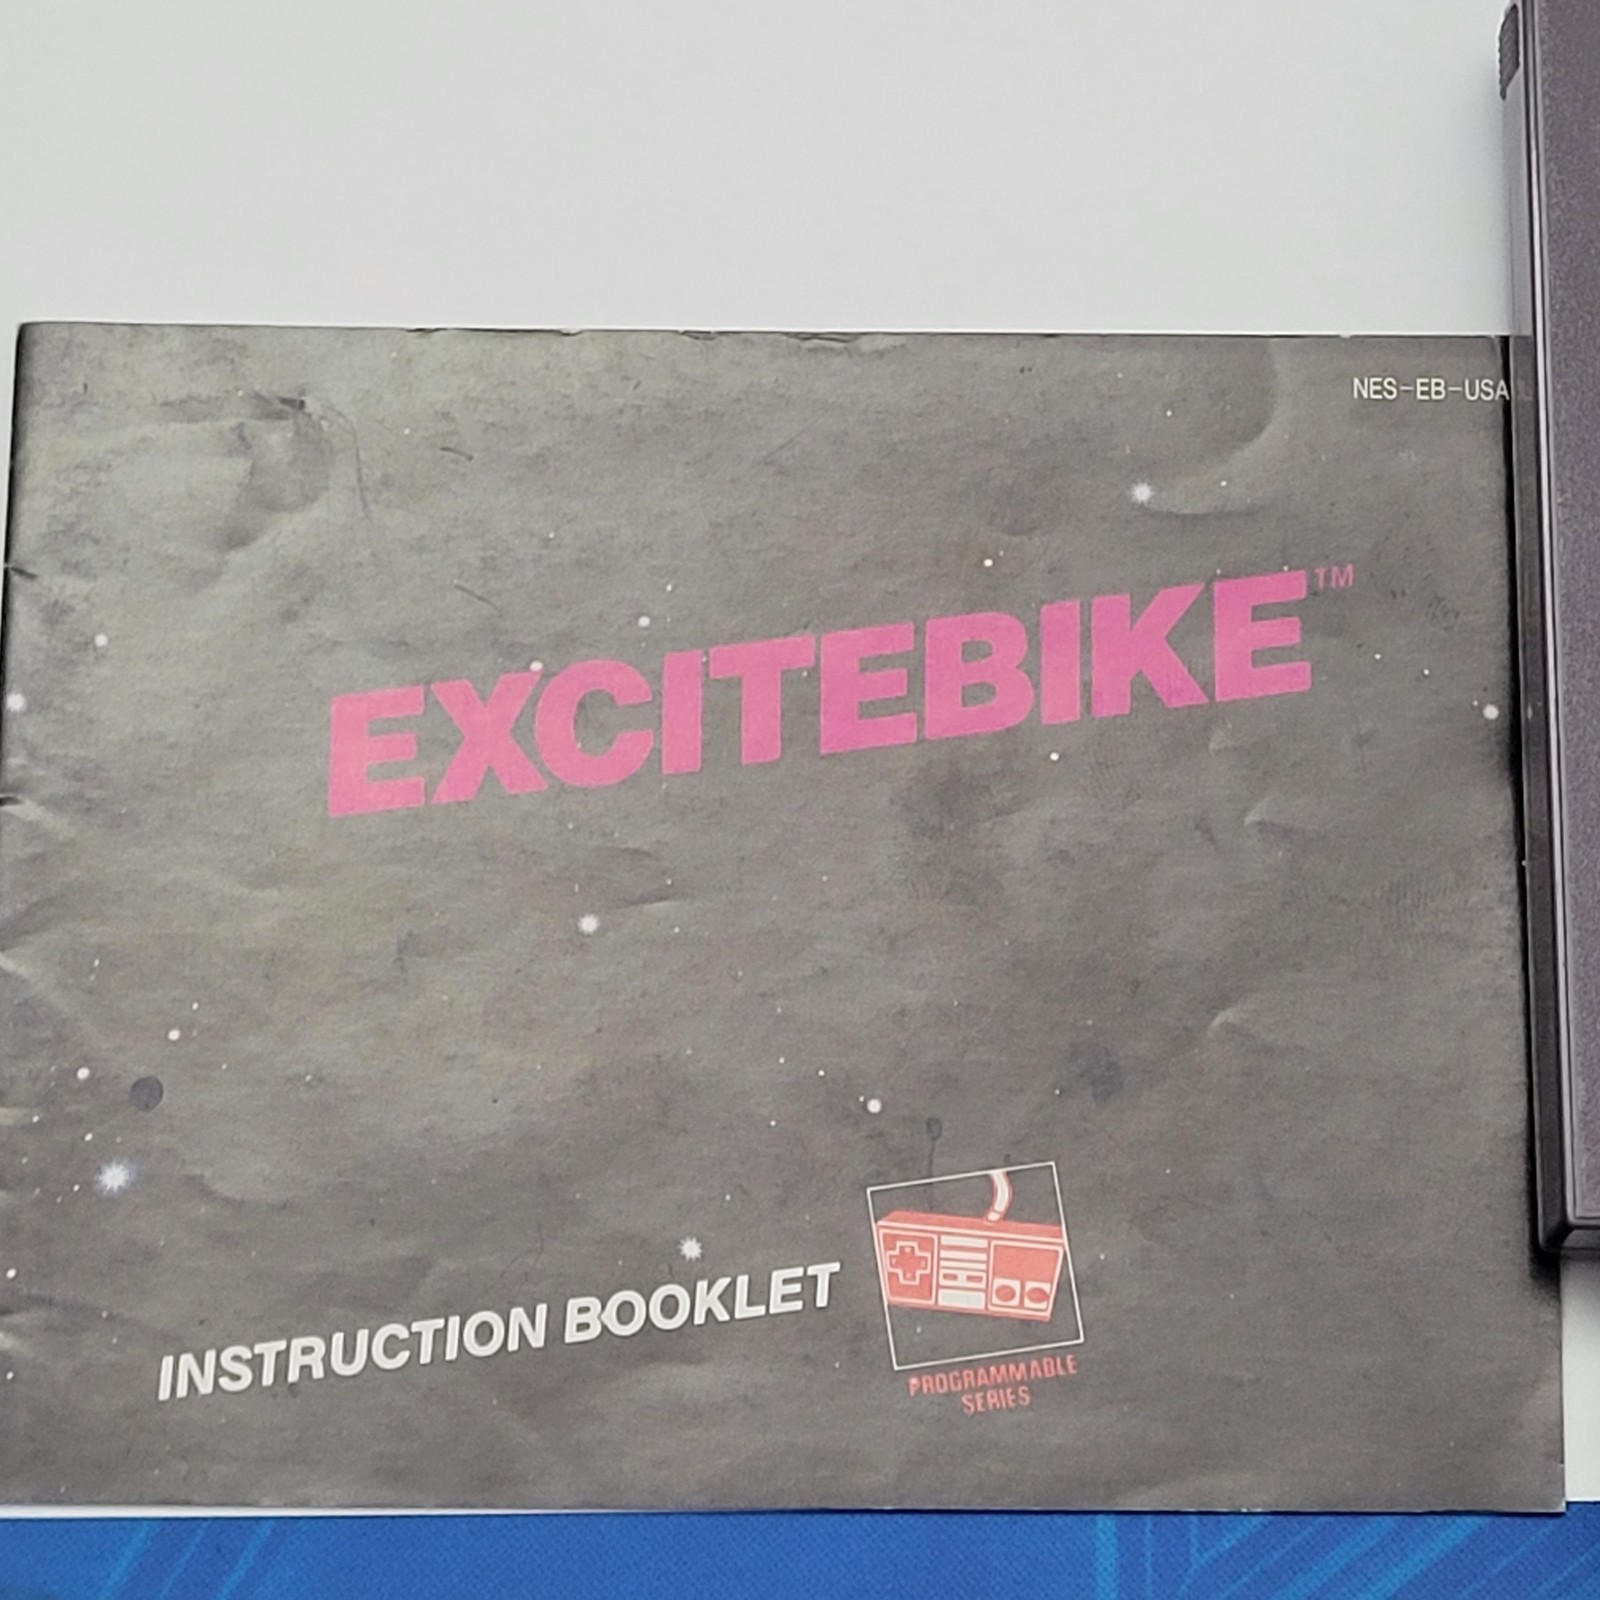 NES-EB-USA
EXCITEBIKE™
INSTRUCTION BOOKLET
PROGRAMMABLE
SERIES